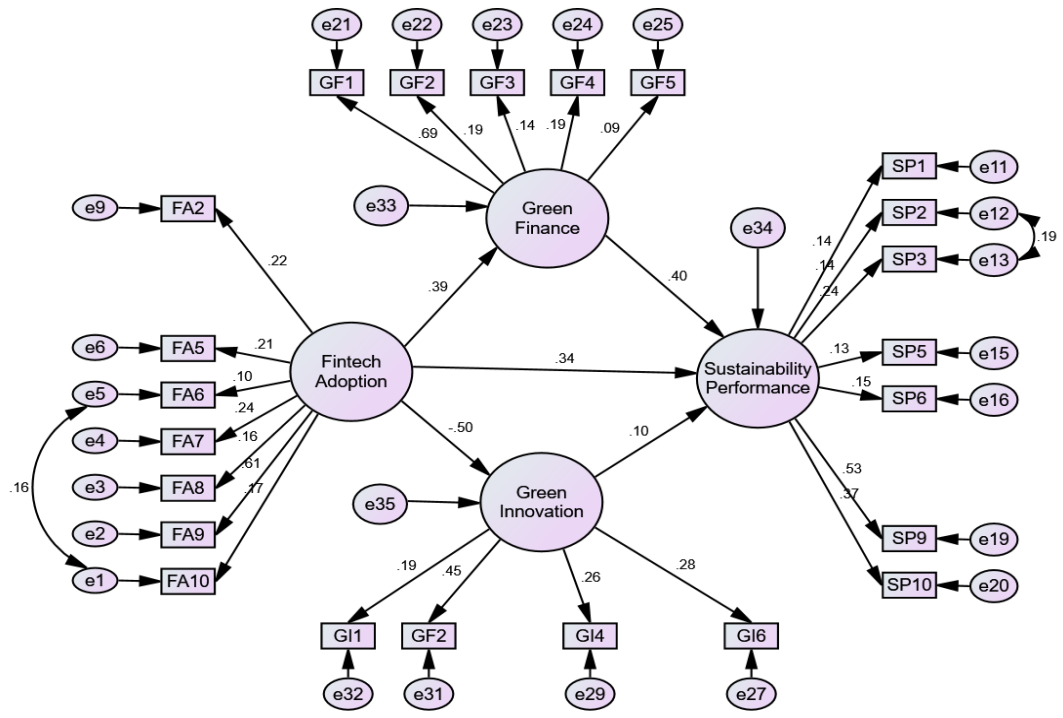 e21 e22 e23 e24 e25
GF1 GF2 GF3 GF4 GF5
.69 .19 .14 .19 .09
SP1 e11
e9 FA2
e33
Green
Finance
SP2 e12
e34
.19
.14
.14
SP3 e13
.22
.39
.40
.24
e6 FA5 .21
Fintech
Adoption
.34
Sustainability
Performance
.13 SP5 e15
e5 FA6 .10
.15 SP6 e16
.24
e4 FA7
.16
-.50
.10
.61
.53
e3 FA8
.17
.37
.16
e35
Green
Innovation
e2 FA9
SP9 e19
e1 FA10
SP10 e20
.19 .45 .26 .28
GI1 GF2 GI4 GI6
e32 e31 e29 e27